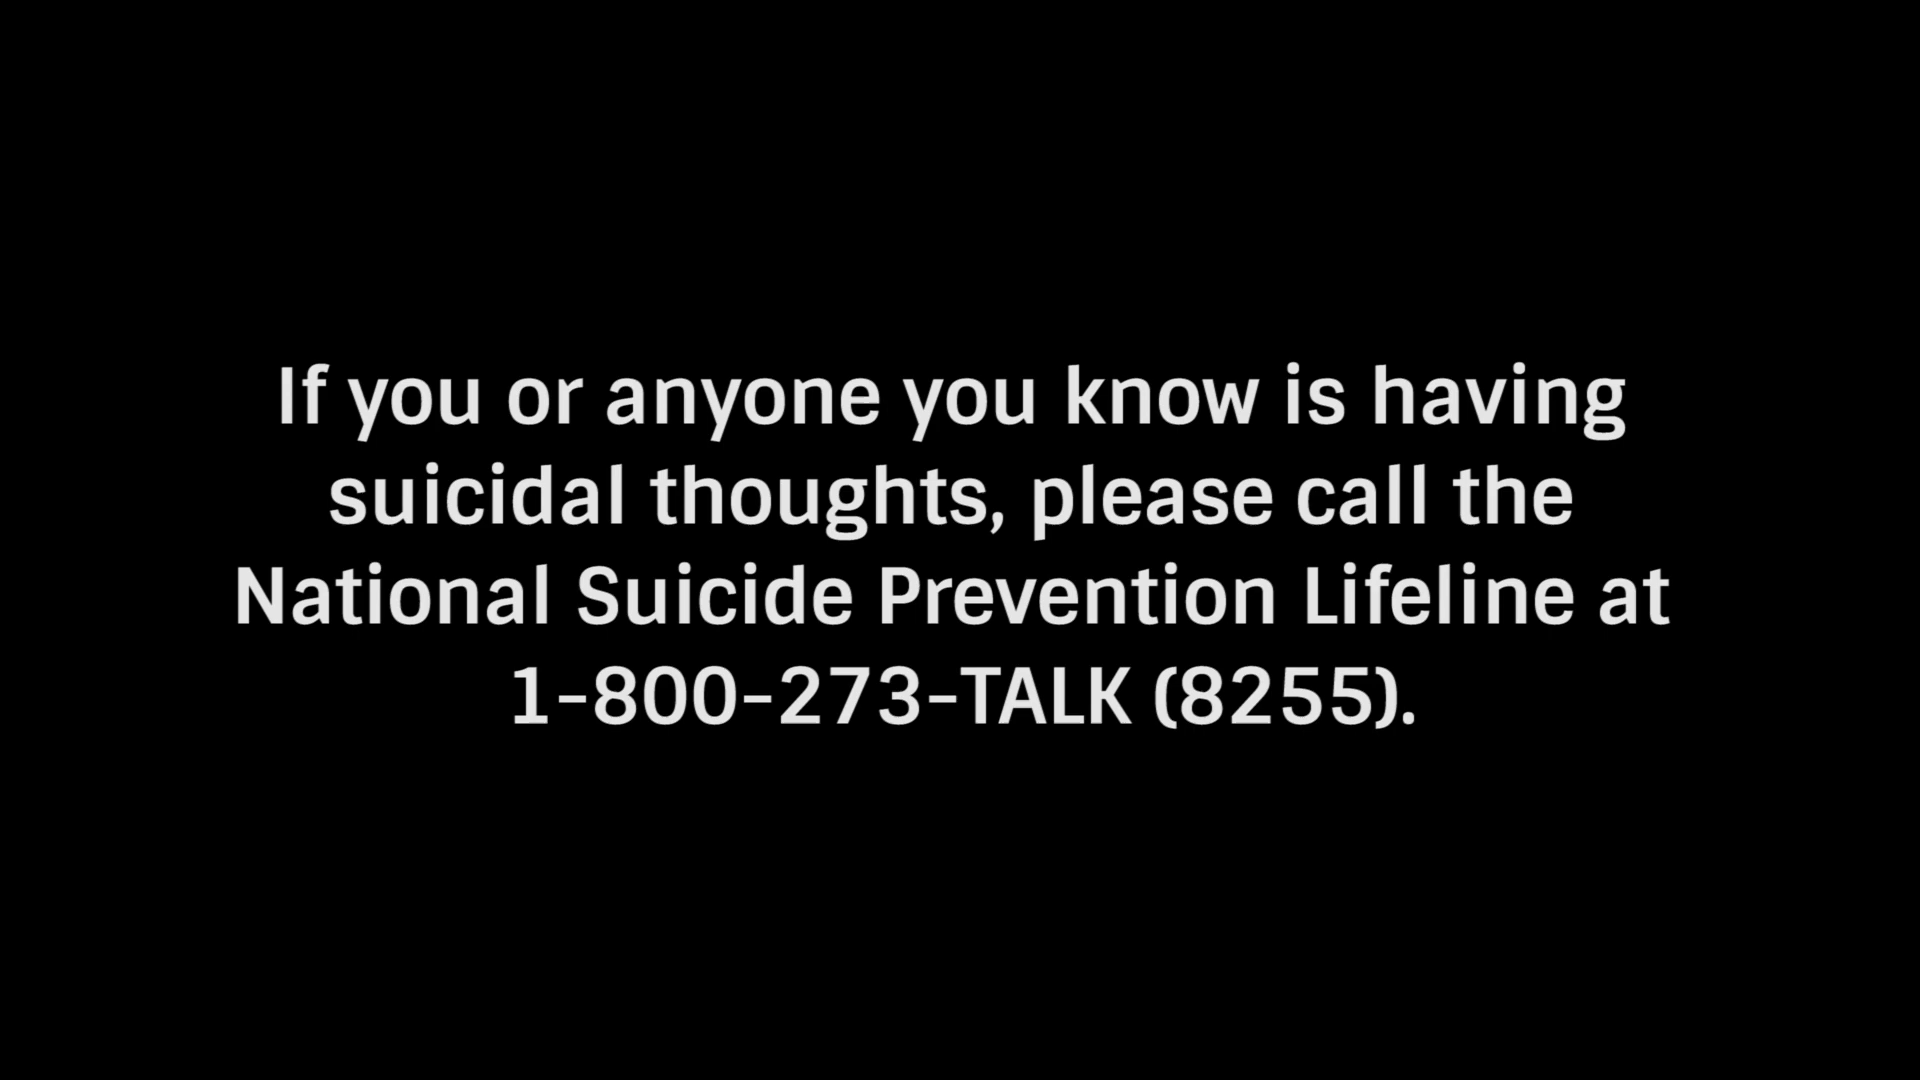 If you or anyone you know is having
suicidal thoughts, please call the
National Suicide Prevention Lifeline at
1-800-273-TALK (8255).